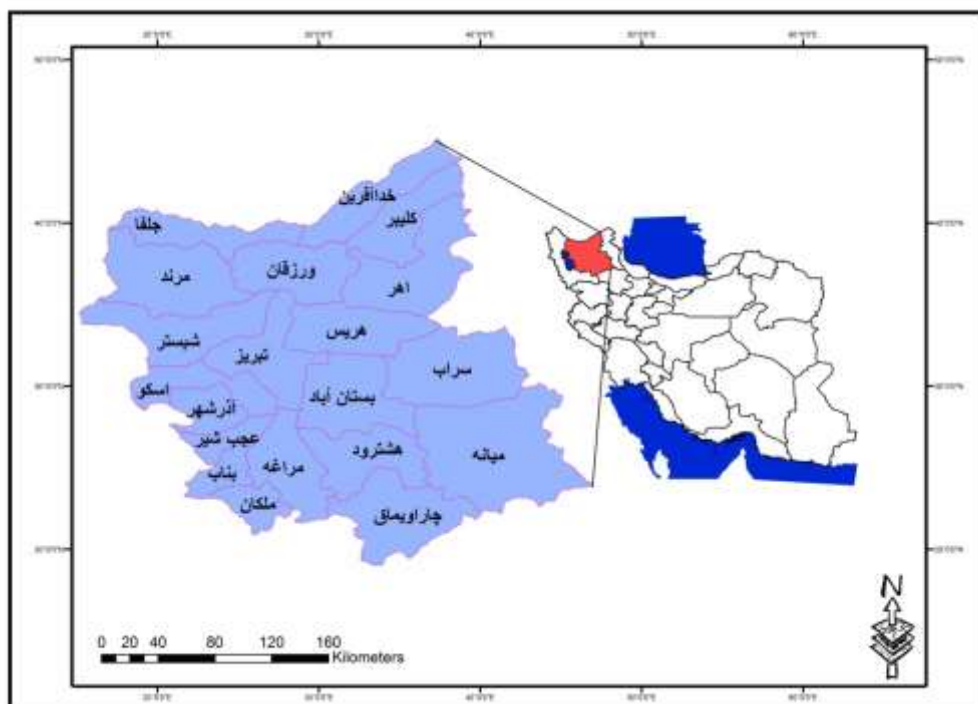 خداآفرین
کلیبر
جلفا
ورزقان
مرند
اهر
هریس
شبستر
تبریز
سراب
اسکو
بستان آباد
آذرشهر
عجب شیر
هشترود
میانه
مراغه
بناب
ملکان
چاراویماق
N
0 20 40 80 120 160
Kilometers